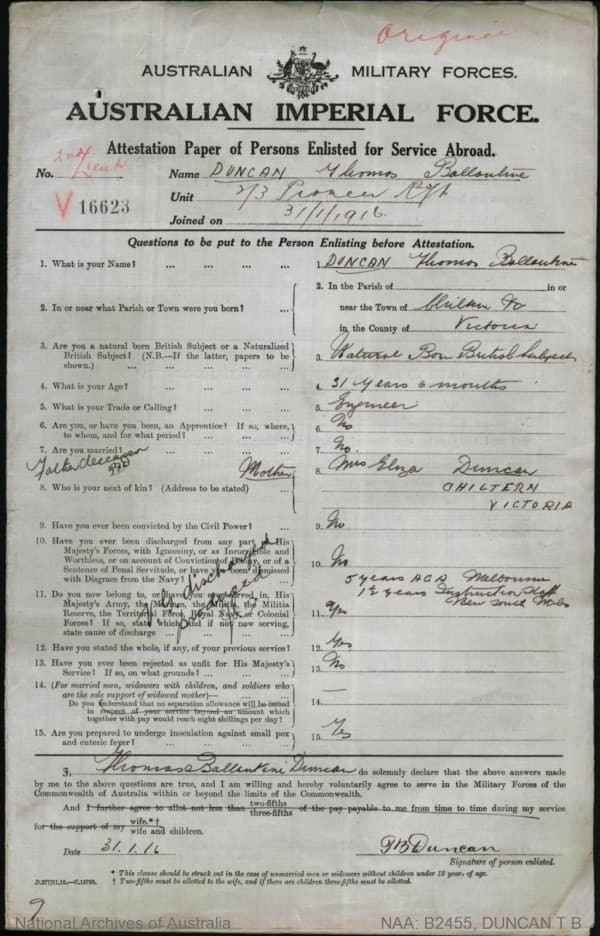 Original
AUSTRALIAN MILITARY FORCES.
AUSTRALIAN IMPERIAL FORCE.
Attestation Paper of Persons Enlisted for Service Abroad.
No. 2nd Lieut Name DUNCAN Thomas Ballantine
V 16623
Unit 2/3 Pioneer
Joined on 31/1/1916.
Questions to be put to the Person Enlisting before Attestation.
1. What is your Name? ... ... ... ... 1. DUNCAN Thomas Ballantine
2. In or near what Parish or Town were you born? ... 2. In the Parish of in or
near the Town of Chiltern
in the County of Victoria
3. Are you a natural born British Subject or a Naturalized
British Subject? (N.B.—If the latter, papers to be
shown.) ... ... ... ... 3. Natural Born British Subject
4. What is your Age? ... ... ... ... 4. 31 years 6 months
5. What is your Trade or Calling? ... ... ... 5. Engineer
6. Are you, or have you been, an Apprentice? If so, where,
to whom, and for what period? ... ... ... 6. No
7. Are you married? ... ... ... 7. No.
Father deceased
Mother 8. Mrs Eliza Duncan
8. Who is your next of kin? (Address to be stated) ... CHILTERN
VICTORIA
9. Have you ever been convicted by the Civil Power? ... 9. No
10. Have you ever been discharged from any part His
Majesty's Forces, with Ignominy, or as Incorrigible and
Worthless, or on account of Conviction of Felony, or of a
Sentence of Penal Servitude, or have you been Dismissed
with Disgrace from the Navy? ... 10. No
discharged
produced
5 years AGA Melbourne
11. Do you now belong to, or have you ever served in, His
Majesty's Army, the Marines, the Militia, the Militia
Reserve, the Territorial Force, Royal Navy or Colonial
Forces? If so, state which, and if not now serving,
state cause of discharge ... 11. Yes
years Instruction Staff
New South Wales
12. Have you stated the whole, if any, of your previous service? 12. Yes
13. Have you ever been rejected as unfit for His Majesty's
Service? If so, on what grounds? ... ... 13. No
14. (For married men, widowers with children, and soldiers who
are the sole support of widowed mother)—
Do you understand that no separation allowance will be issued
in respect of your service beyond an amount which
together with pay would reach eight shillings per day? 14. —
15. Are you prepared to undergo inoculation against small pox
and enteric fever? ... ... ... ... 15. Yes
I, Thomas Ballantine Duncan do solemnly declare that the above answers made
by me to the above questions are true, and I am willing and hereby voluntarily agree to serve in the Military Forces of the
Commonwealth of Australia within or beyond the limits of the Commonwealth.
And I further agree to allot not less than two-fifths three-fifths of the pay payable to me from time to time during my service
for the support of my wife.*† wife and children.
Date 31.1.16 TB Duncan
Signature of person enlisted.
* This clause should be struck out in the case of unmarried men or widowers without children under 18 years of age.
D.277/11.15.—C.15798. † Two-fifths must be allotted to the wife, and if there are children three-fifths must be allotted.
9
National Archives of Australia NAA: B2455, DUNCAN T B